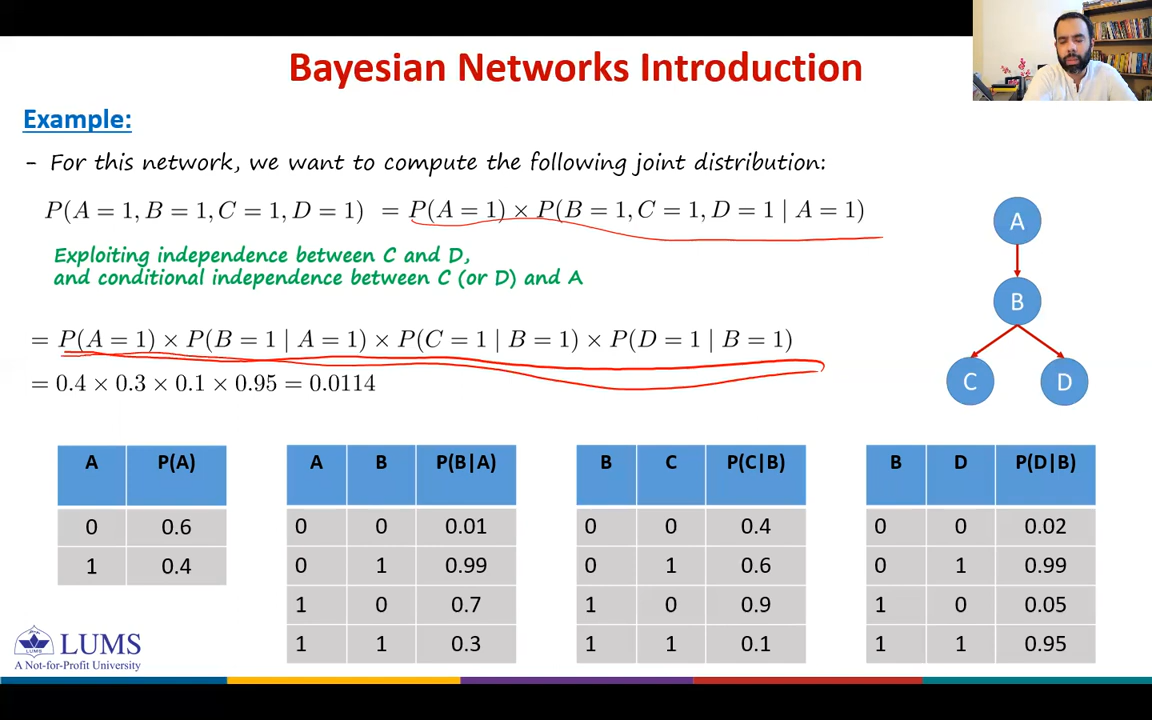 Bayesian Networks Introduction
Example:
- For this network, we want to compute the following joint distribution:
P(A = 1, B = 1, C = 1, D = 1) = P(A = 1) × P(B = 1, C = 1, D = 1 | A = 1)
Exploiting independence between C and D,
and conditional independence between C (or D) and A
= P(A = 1) × P(B = 1 | A = 1) × P(C = 1 | B = 1) × P(D = 1 | B = 1)
= 0.4 × 0.3 × 0.1 × 0.95 = 0.0114
A
B
C D
A P(A)
0 0.6
1 0.4
A B P(B|A)
0 0 0.01
0 1 0.99
1 0 0.7
1 1 0.3
B C P(C|B)
0 0 0.4
0 1 0.6
1 0 0.9
1 1 0.1
B D P(D|B)
0 0 0.02
0 1 0.99
1 0 0.05
1 1 0.95
LUMS
A Not-for-Profit University